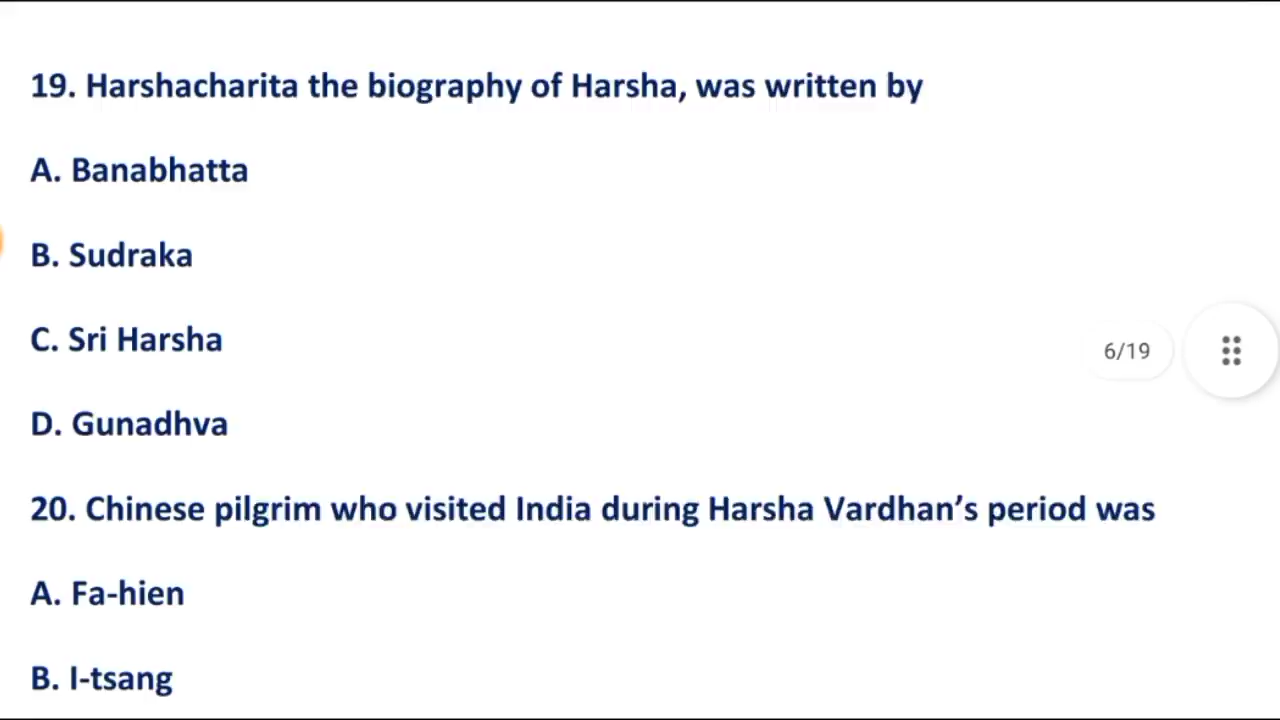 19. Harshacharita the biography of Harsha, was written by
A. Banabhatta
B. Sudraka
C. Sri Harsha
6/19
D. Gunadhva
20. Chinese pilgrim who visited India during Harsha Vardhan’s period was
A. Fa-hien
B. I-tsang